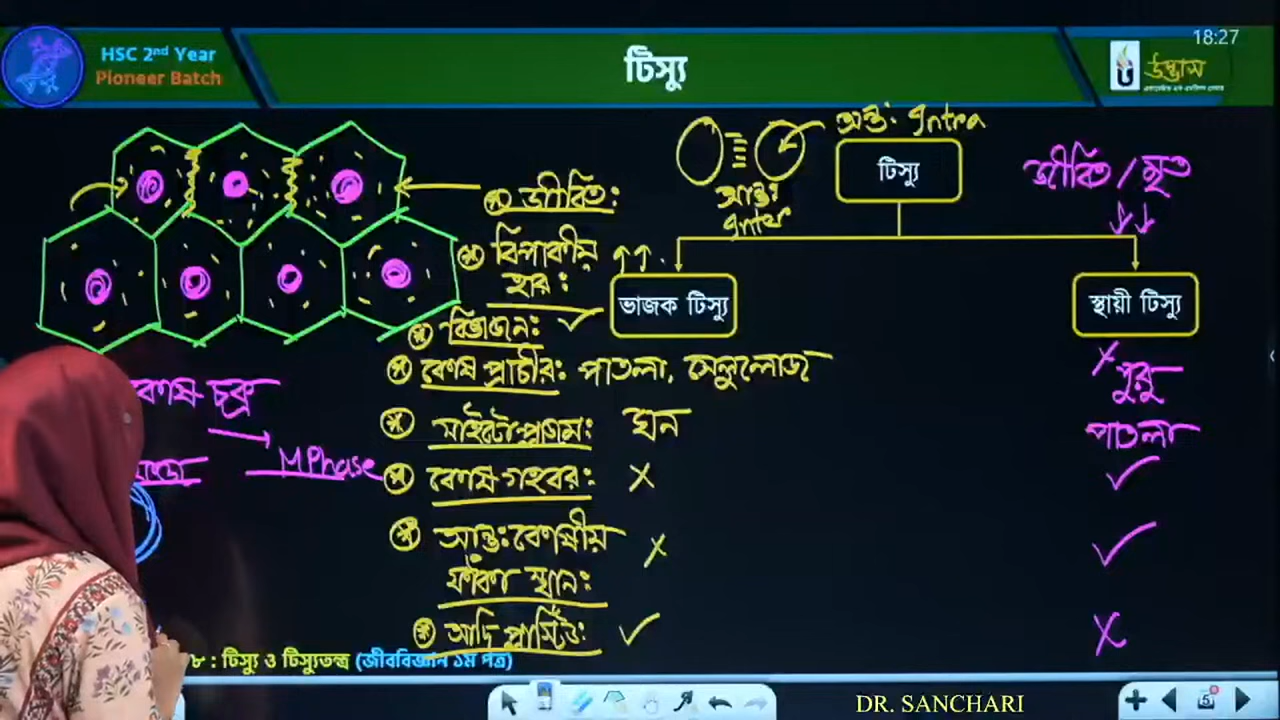 18:27
HSC 2nd Year
Pioneer Batch
টিস্যু
উদ্ভাস
অন্ত: Intra
টিস্যু
জীবিত / মৃত
আন্ত:
Inter
জীবিত:
বিপাকীয়
হার:
ভাজক টিস্যু
স্থায়ী টিস্যু
বিভাজন: ✓
X
কোষ প্রাচীর: পাতলা, সেলুলোজ
পুরু
কোষ চক্র
সাইটোপ্লাজম: ঘন
পাতলা
M Phase
কোষ গহবর: X
✓
আন্তঃকোষীয়
ফাঁকা স্থান: X
✓
আদি প্লাস্টিড: ✓
X
৮ : টিস্যু ও টিস্যুতন্ত্র (জীববিজ্ঞান ১ম পত্র)
DR. SANCHARI
5